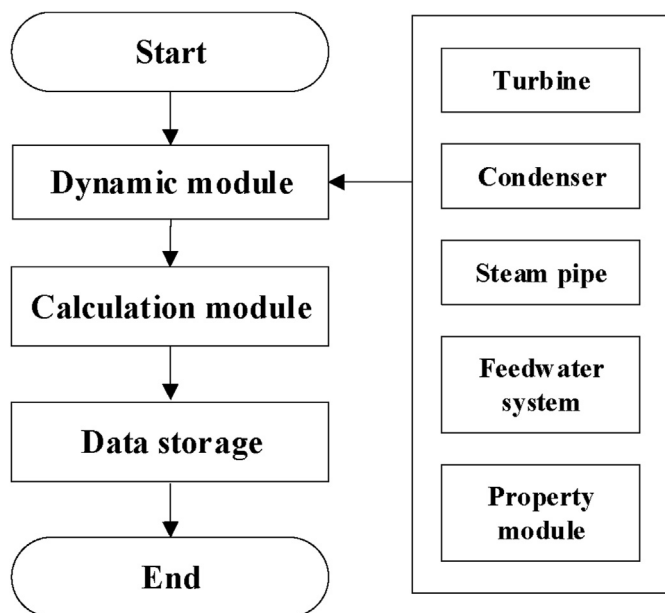 Start
Dynamic module
Calculation module
Data storage
End
Turbine
Condenser
Steam pipe
Feedwater
system
Property
module